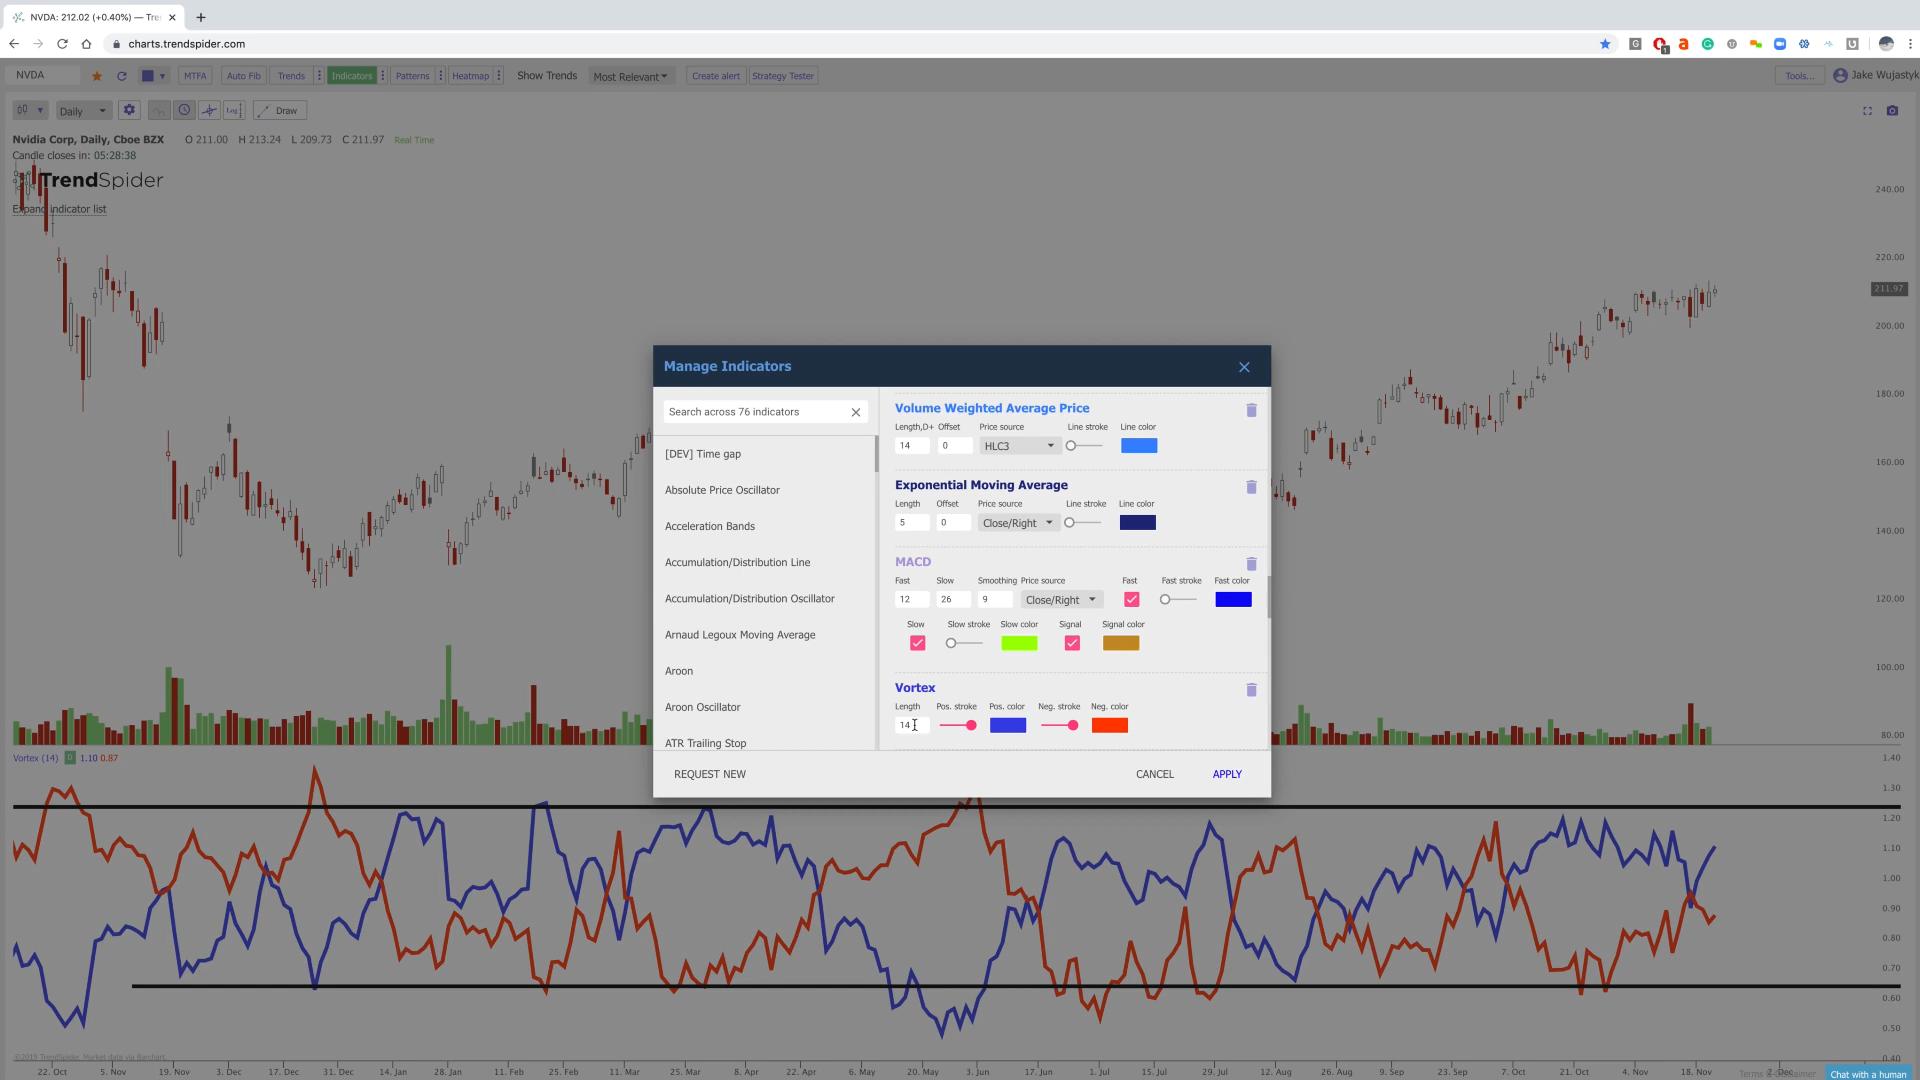 NVDA: 212.02 (+0.40%) — Tre
charts.trendspider.com
NVDA
MTFA
Auto Fib
Trends
Indicators
Patterns
Heatmap
Show Trends
Most Relevant
Create alert
Strategy Tester
Tools...
Jake Wujastyk
Daily
Log
Draw
Nvidia Corp, Daily, Cboe BZX O 211.00 H 213.24 L 209.73 C 211.97 Real Time
Candle closes in: 05:28:38
TrendSpider
Expand indicator list
240.00
220.00
211.97
200.00
180.00
160.00
140.00
120.00
100.00
80.00
Manage Indicators
Search across 76 indicators
[DEV] Time gap
Absolute Price Oscillator
Acceleration Bands
Accumulation/Distribution Line
Accumulation/Distribution Oscillator
Arnaud Legoux Moving Average
Aroon
Aroon Oscillator
ATR Trailing Stop
Volume Weighted Average Price
Length,D+ Offset Price source Line stroke Line color
14 0 HLC3
Exponential Moving Average
Length Offset Price source Line stroke Line color
5 0 Close/Right
MACD
Fast Slow Smoothing Price source Fast Fast stroke Fast color
12 26 9 Close/Right
Slow Slow stroke Slow color Signal Signal color
Vortex
Length Pos. stroke Pos. color Neg. stroke Neg. color
14
REQUEST NEW
CANCEL
APPLY
Vortex (14) D 1.10 0.87
1.40
1.30
1.20
1.10
1.00
0.90
0.80
0.70
0.60
0.50
0.40
©2019 TrendSpider. Market data via Barchart.
22. Oct 5. Nov 19. Nov 3. Dec 17. Dec 31. Dec 14. Jan 28. Jan 11. Feb 25. Feb 11. Mar 25. Mar 8. Apr 22. Apr 6. May 20. May 3. Jun 17. Jun 1. Jul 15. Jul 29. Jul 12. Aug 26. Aug 9. Sep 23. Sep 7. Oct 21. Oct 4. Nov 18. Nov 2. Dec
Chat with a human